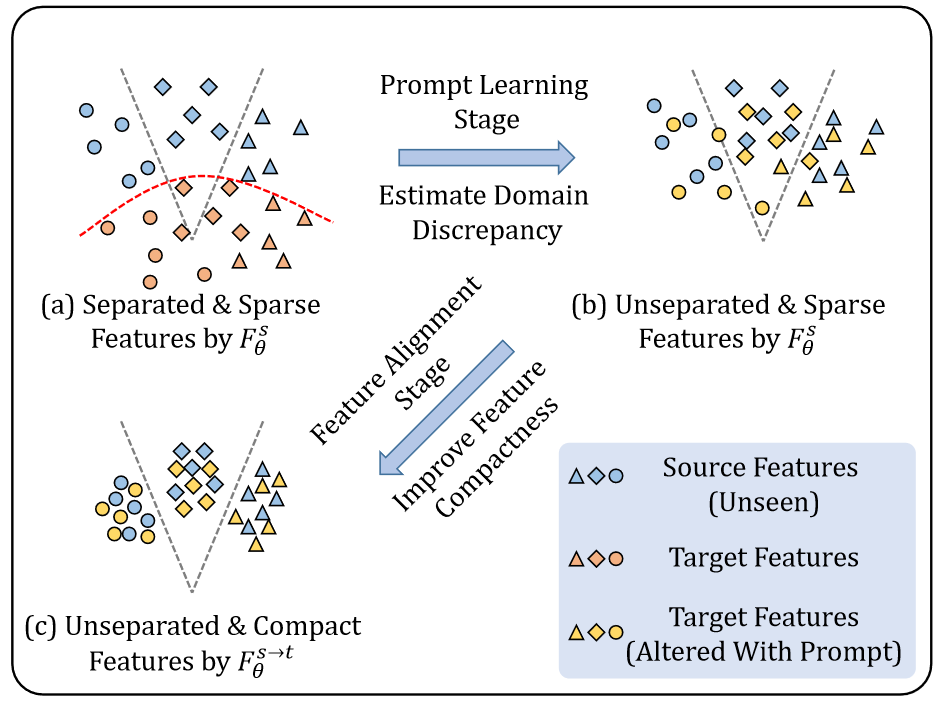 Prompt Learning
Stage
Estimate Domain
Discrepancy
(a) Separated & Sparse
Features by F_θ^s
(b) Unseparated & Sparse
Features by F_θ^s
Feature Alignment
Stage
Improve Feature
Compactness
(c) Unseparated & Compact
Features by F_θ^{s→t}
Source Features
(Unseen)
Target Features
Target Features
(Altered With Prompt)